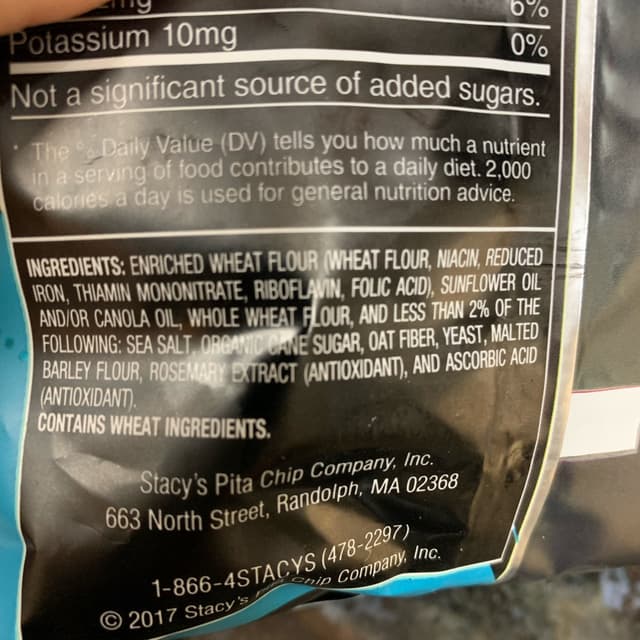 6%
Potassium 10mg 0%
Not a significant source of added sugars.
* The % Daily Value (DV) tells you how much a nutrient
in a serving of food contributes to a daily diet. 2,000
calories a day is used for general nutrition advice.
INGREDIENTS: ENRICHED WHEAT FLOUR (WHEAT FLOUR, NIACIN, REDUCED
IRON, THIAMIN MONONITRATE, RIBOFLAVIN, FOLIC ACID), SUNFLOWER OIL
AND/OR CANOLA OIL, WHOLE WHEAT FLOUR, AND LESS THAN 2% OF THE
FOLLOWING: SEA SALT, ORGANIC CANE SUGAR, OAT FIBER, YEAST, MALTED
BARLEY FLOUR, ROSEMARY EXTRACT (ANTIOXIDANT), AND ASCORBIC ACID
(ANTIOXIDANT).
CONTAINS WHEAT INGREDIENTS.
Stacy's Pita Chip Company, Inc.
663 North Street, Randolph, MA 02368
1-866-4STACYS (478-2297)
© 2017 Stacy's Chip Company, Inc.